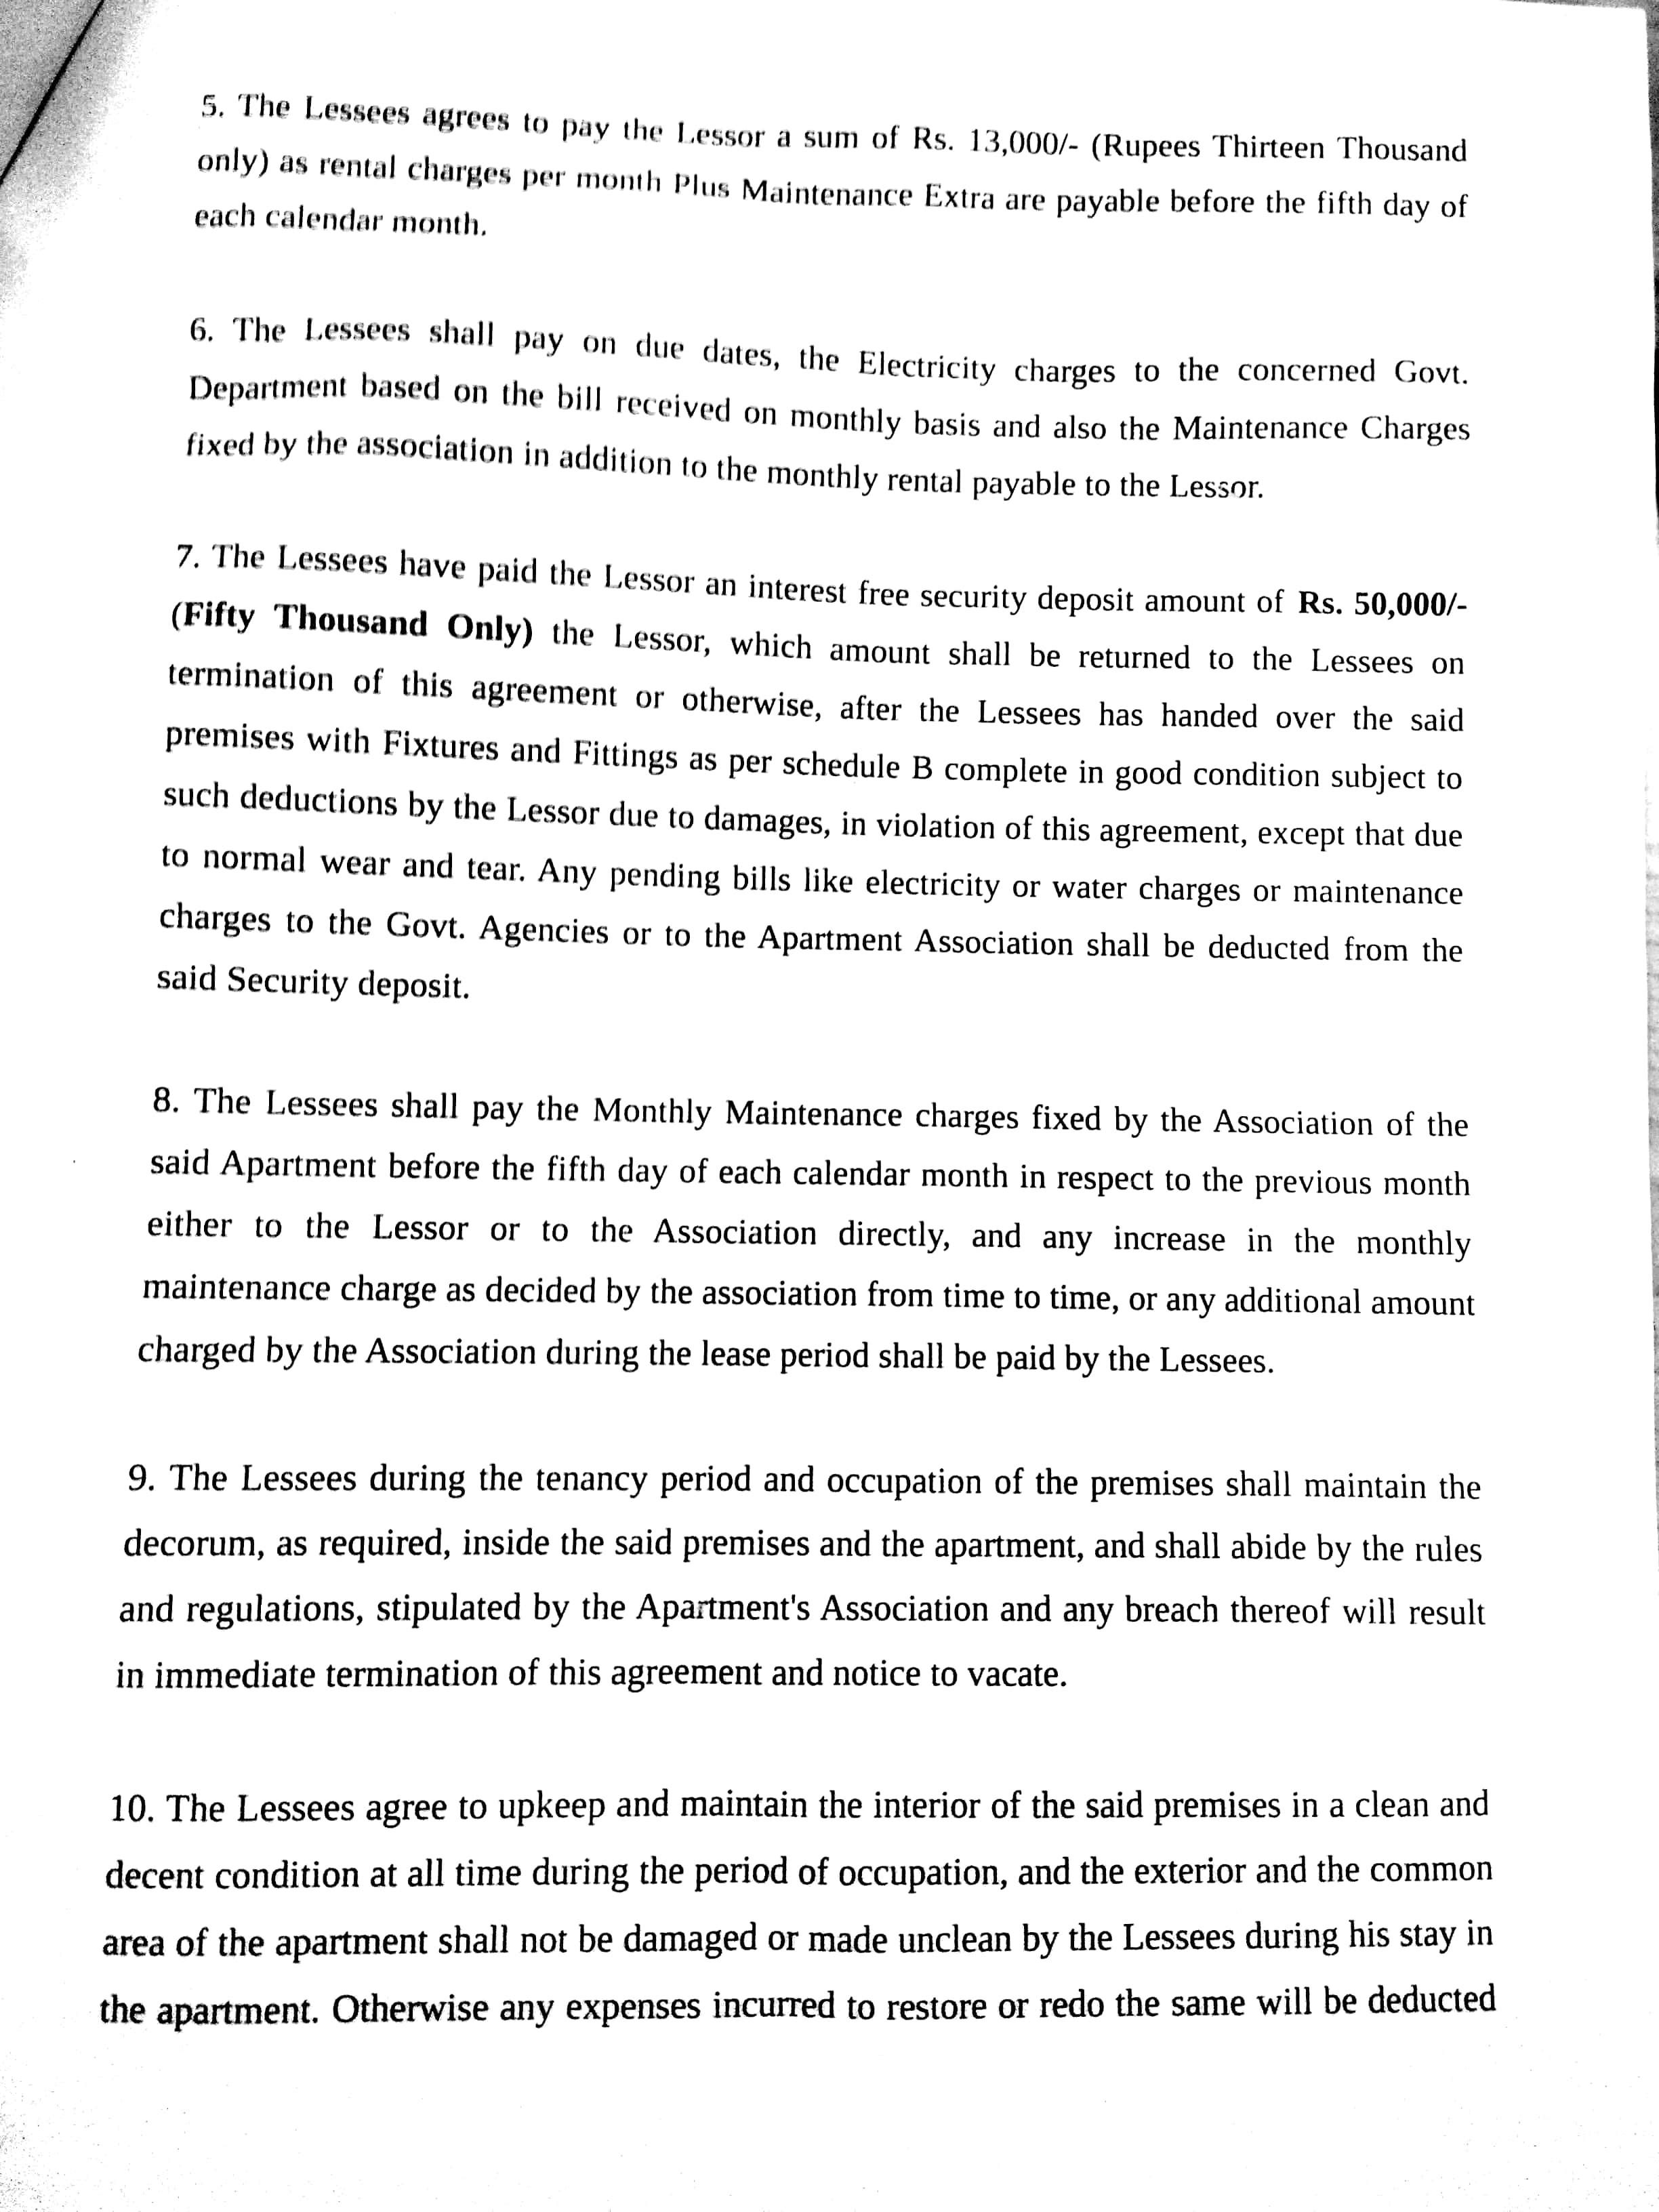 5. The Lessees agrees to pay the Lessor a sum of Rs. 13,000/- (Rupees Thirteen Thousand
only) as rental charges per month Plus Maintenance Extra are payable before the fifth day of
each calendar month.
6. The Lessees shall pay on due dates, the Electricity charges to the concerned Govt.
Department based on the bill received on monthly basis and also the Maintenance Charges
fixed by the association in addition to the monthly rental payable to the Lessor.
7. The Lessees have paid the Lessor an interest free security deposit amount of Rs. 50,000/-
(Fifty Thousand Only) the Lessor, which amount shall be returned to the Lessees on
termination of this agreement or otherwise, after the Lessees has handed over the said
premises with Fixtures and Fittings as per schedule B complete in good condition subject to
such deductions by the Lessor due to damages, in violation of this agreement, except that due
to normal wear and tear. Any pending bills like electricity or water charges or maintenance
charges to the Govt. Agencies or to the Apartment Association shall be deducted from the
said Security deposit.
8. The Lessees shall pay the Monthly Maintenance charges fixed by the Association of the
said Apartment before the fifth day of each calendar month in respect to the previous month
either to the Lessor or to the Association directly, and any increase in the monthly
maintenance charge as decided by the association from time to time, or any additional amount
charged by the Association during the lease period shall be paid by the Lessees.
9. The Lessees during the tenancy period and occupation of the premises shall maintain the
decorum, as required, inside the said premises and the apartment, and shall abide by the rules
and regulations, stipulated by the Apartment's Association and any breach thereof will result
in immediate termination of this agreement and notice to vacate.
10. The Lessees agree to upkeep and maintain the interior of the said premises in a clean and
decent condition at all time during the period of occupation, and the exterior and the common
area of the apartment shall not be damaged or made unclean by the Lessees during his stay in
the apartment. Otherwise any expenses incurred to restore or redo the same will be deducted